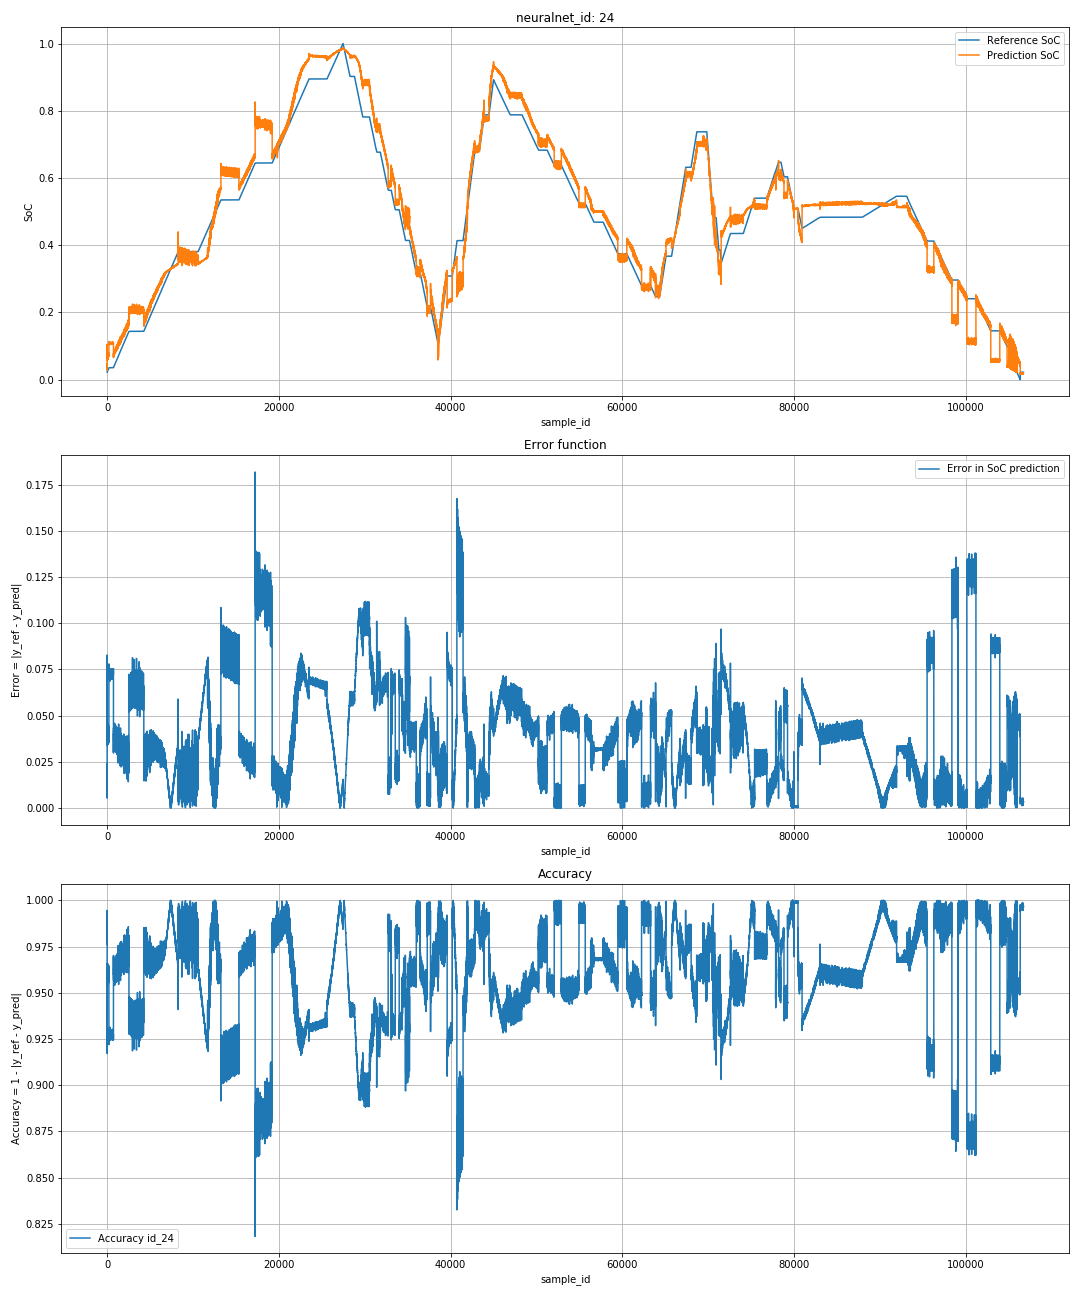 neuralnet_id: 24
Reference SoC
Prediction SoC
1.0
0.8
0.6
0.4
0.2
0.0
SoC
0 20000 40000 60000 80000 100000
sample_id
Error function
Error in SoC prediction
0.175
0.150
0.125
0.100
0.075
0.050
0.025
0.000
Error = |y_ref - y_pred|
0 20000 40000 60000 80000 100000
sample_id
Accuracy
1.000
0.975
0.950
0.925
0.900
0.875
0.850
0.825
Accuracy = 1 - |y_ref - y_pred|
Accuracy id_24
0 20000 40000 60000 80000 100000
sample_id